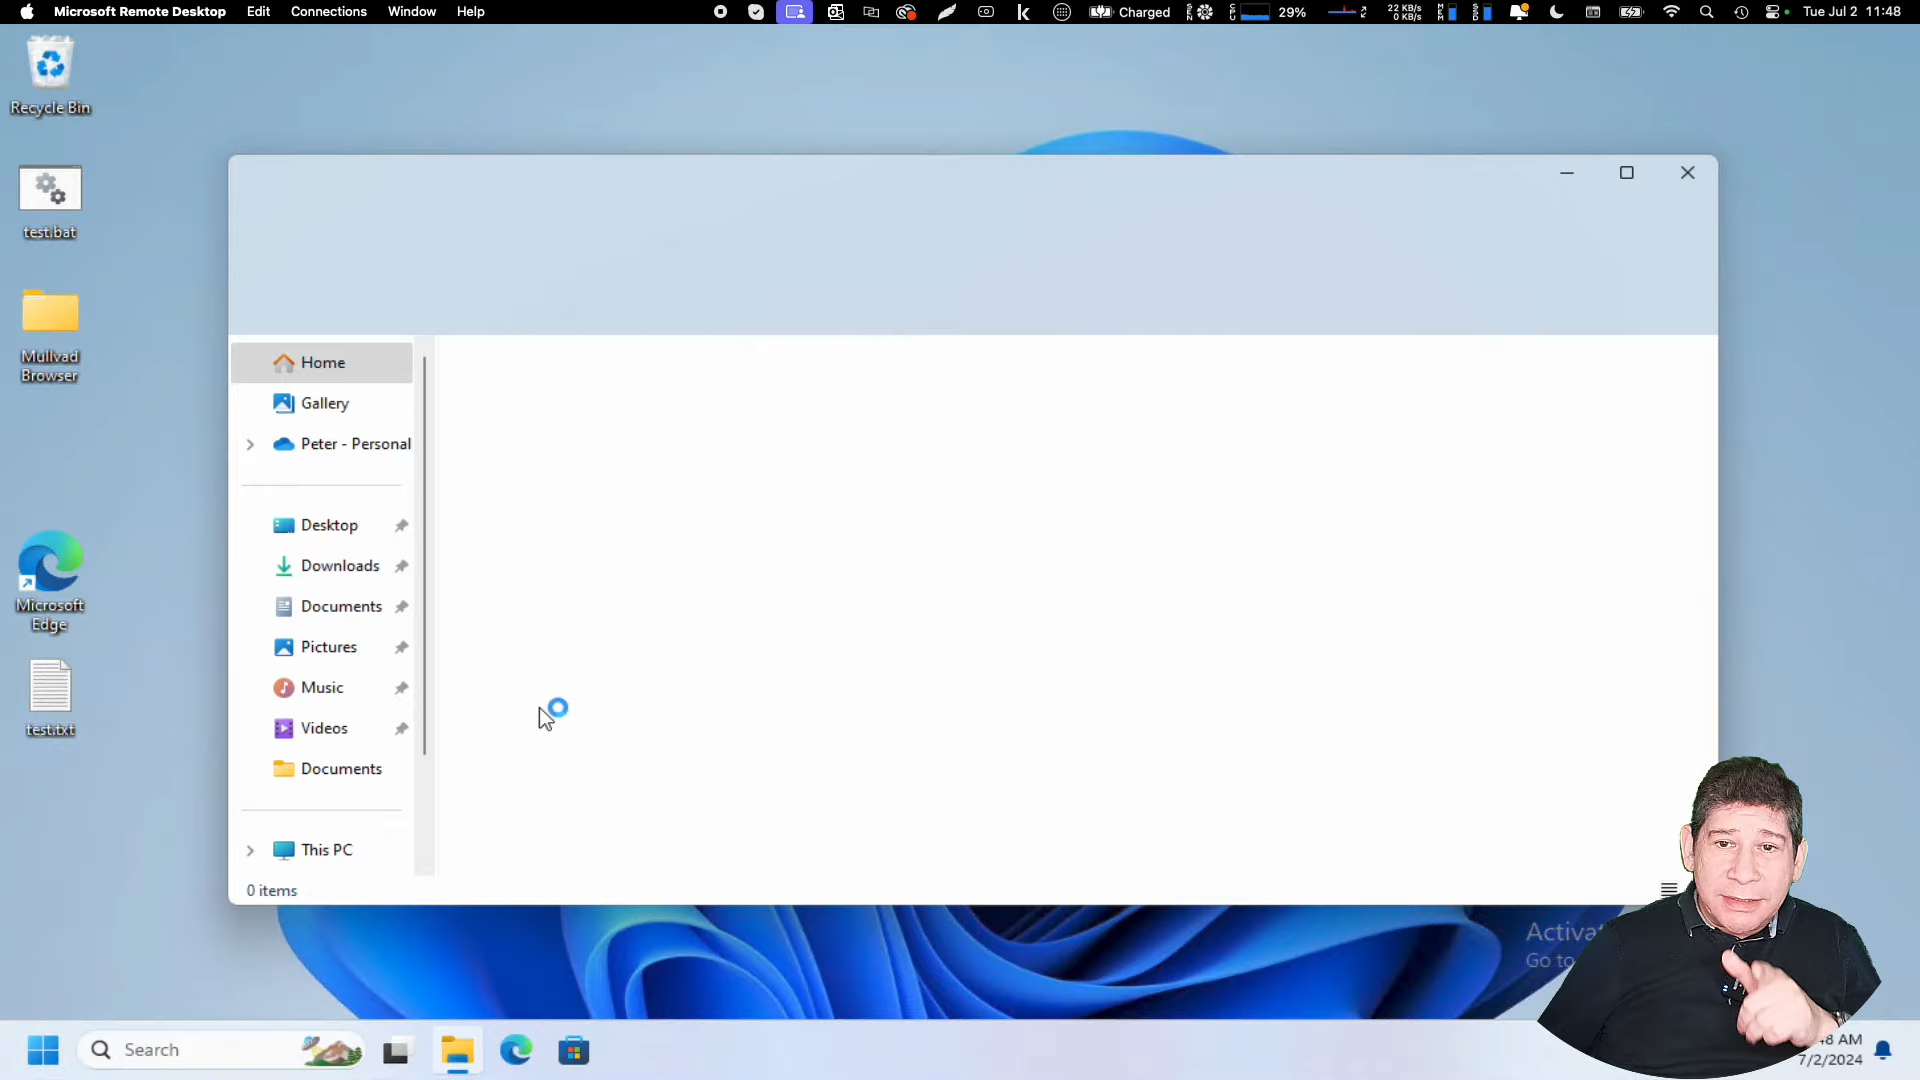 Microsoft Remote Desktop Edit Connections Window Help
Charged
29%
22 KB/s
0 KB/s
Tue Jul 2 11:48
Recycle Bin
test.bat
Mullvad
Browser
Microsoft
Edge
test.txt
Home
Gallery
Peter - Personal
Desktop
Downloads
Documents
Pictures
Music
Videos
Documents
This PC
0 items
Go to
Search
AM
7/2/2024